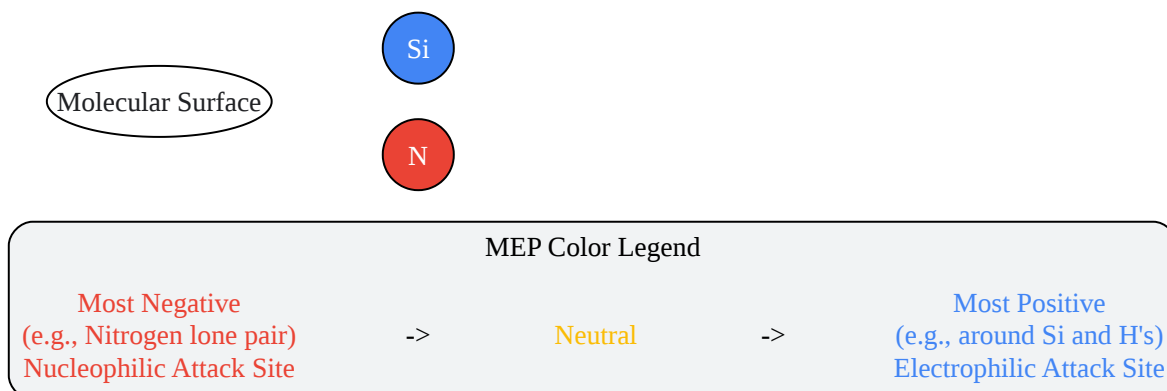 Si
Molecular Surface
N
MEP Color Legend
Most Negative
(e.g., Nitrogen lone pair)
Nucleophilic Attack Site
->
Neutral
->
Most Positive
(e.g., around Si and H's)
Electrophilic Attack Site